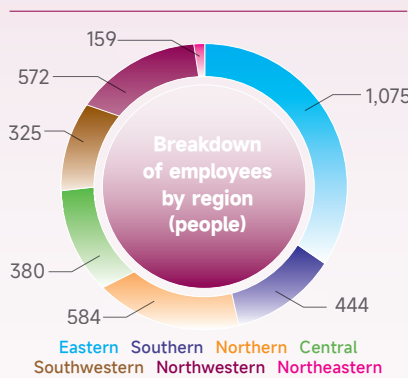 159
572
1,075
325
Breakdown
of employees
by region
(people)
380
584
444
Eastern Southern Northern Central
Southwestern Northwestern Northeastern